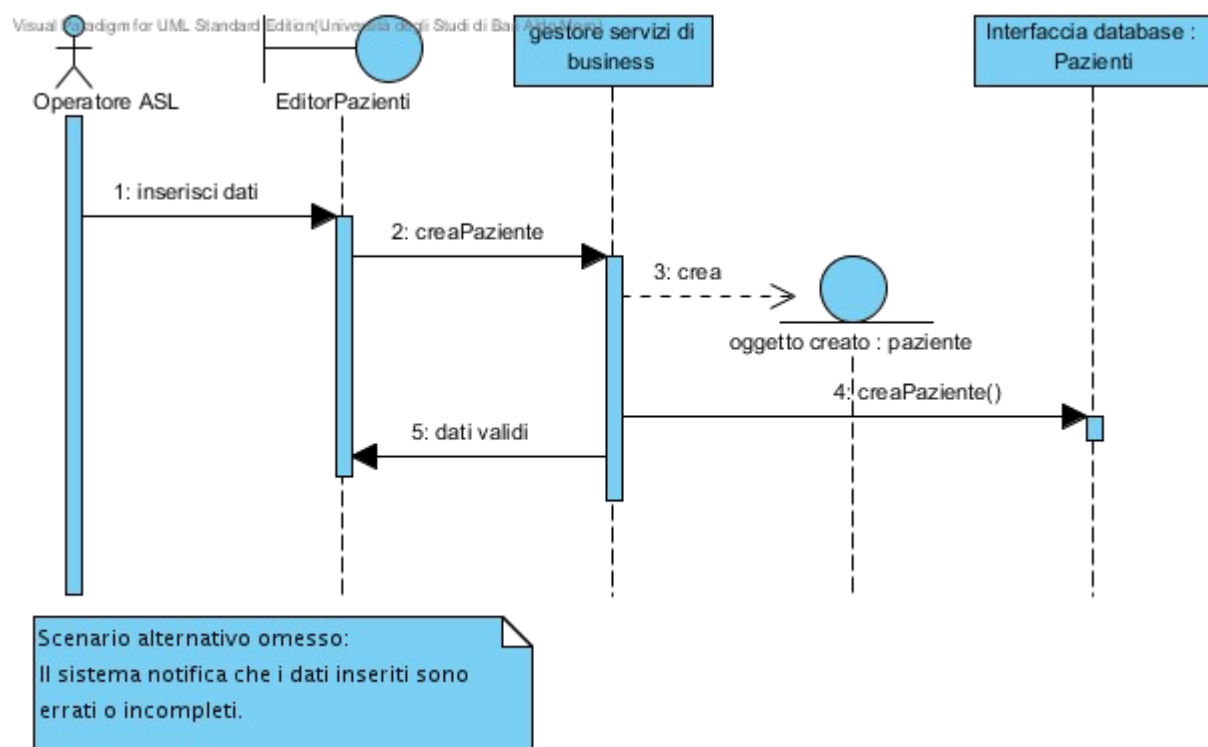 Visual Paradigm for UML Standard Edition(Università degli Studi di Bari Aldo Moro)
gestore servizi di
business
Interfaccia database :
Pazienti
Operatore ASL
EditorPazienti
1: inserisci dati
2: creaPaziente
3: crea
oggetto creato : paziente
4: creaPaziente()
5: dati validi
Scenario alternativo omesso:
Il sistema notifica che i dati inseriti sono
errati o incompleti.